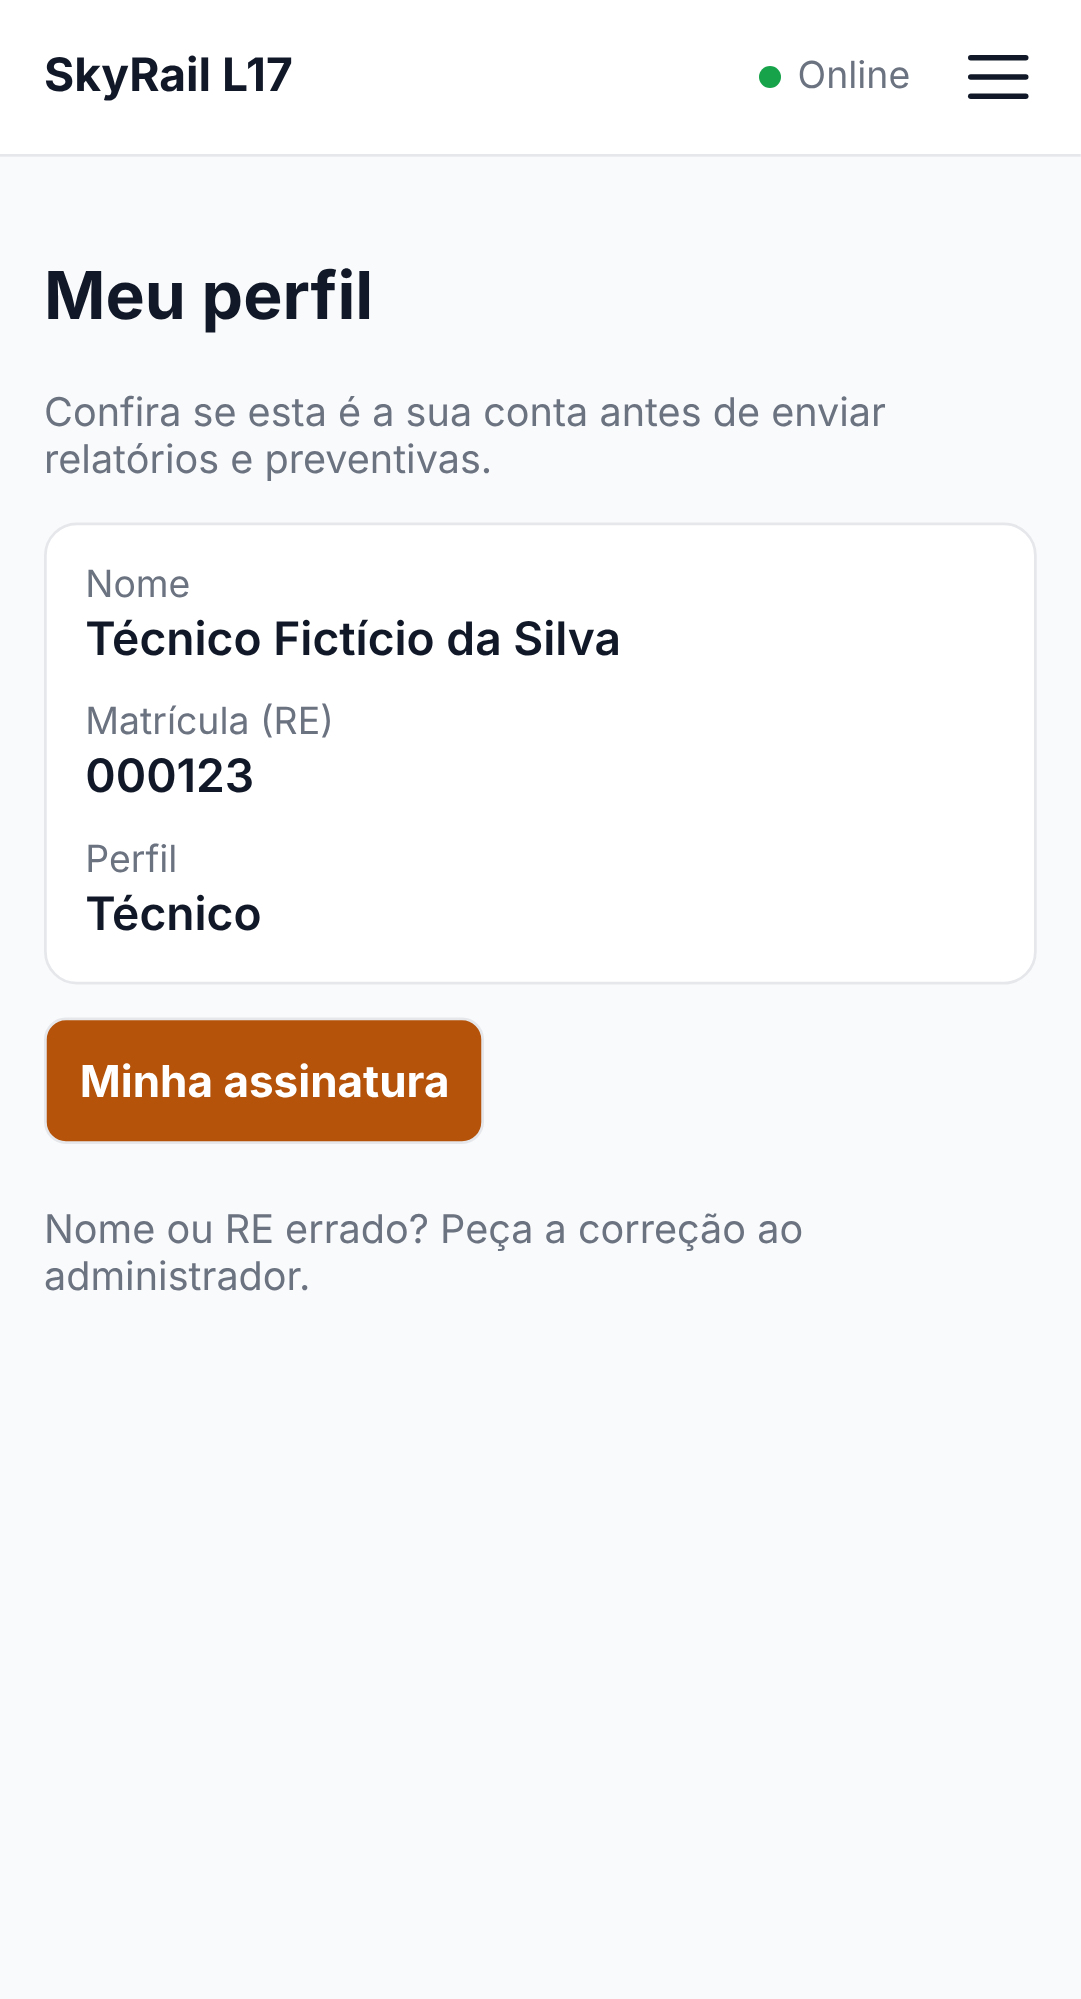 SkyRail L17
Online
Meu perfil
Confira se esta é a sua conta antes de enviar
relatórios e preventivas.
Nome
Técnico Fictício da Silva
Matrícula (RE)
000123
Perfil
Técnico
Minha assinatura
Nome ou RE errado? Peça a correção ao
administrador.